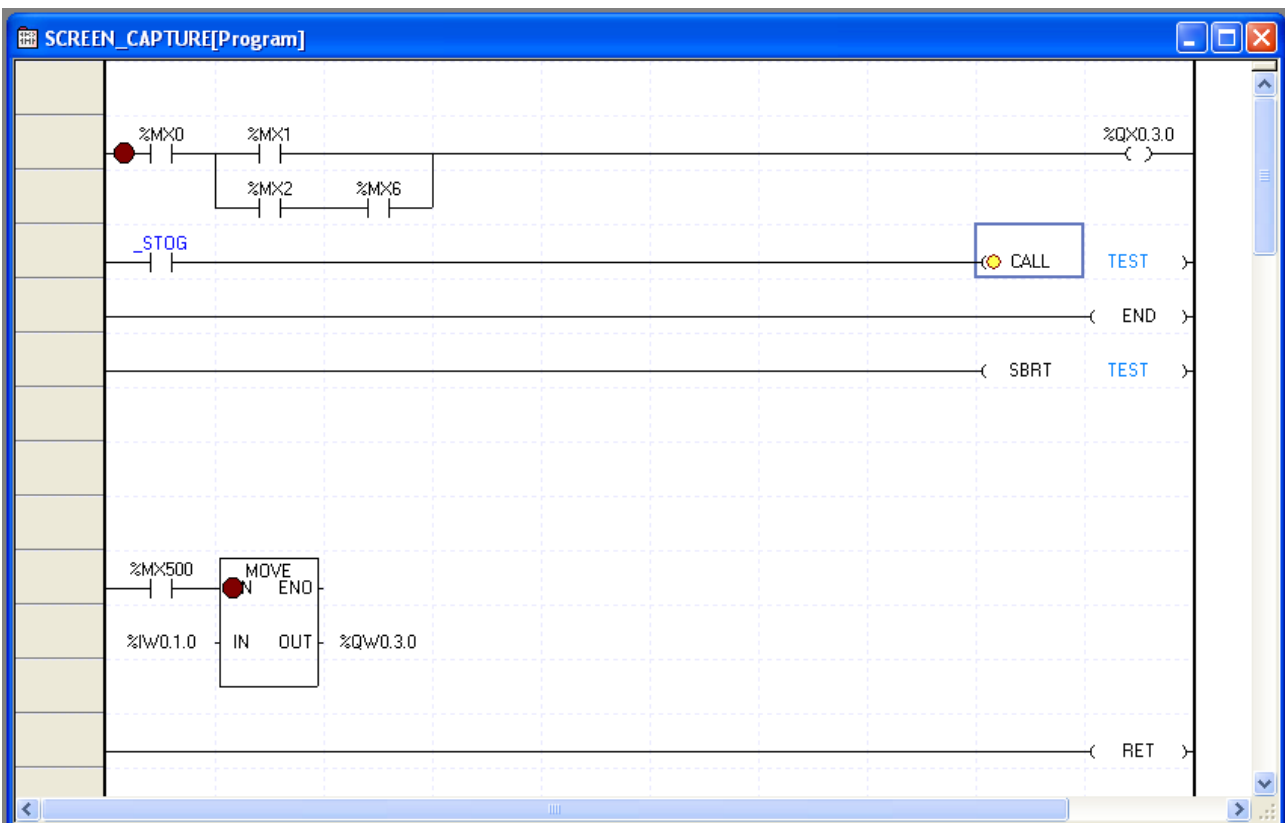 SCREEN_CAPTURE[Program]
%MX0 %MX1 %QX0.3.0
%MX2 %MX6
_STOG
CALL TEST
END
SBRT TEST
%MX500 MOVE
N ENO
%IW0.1.0 IN OUT %QW0.3.0
RET